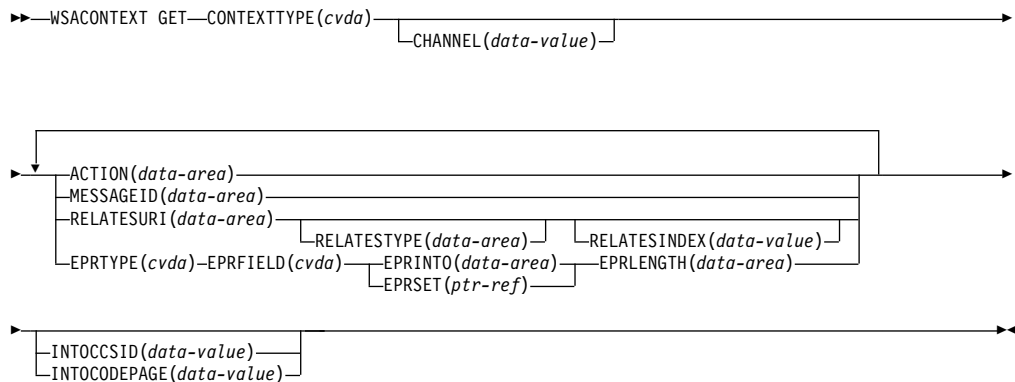 WSACONTEXT GET CONTEXTTYPE(cvda)
CHANNEL(data-value)
ACTION(data-area)
MESSAGEID(data-area)
RELATESURI(data-area)
RELATESTYPE(data-area) RELATESINDEX(data-value)
EPRTYPE(cvda) EPRFIELD(cvda) EPRINTO(data-area) EPRLENGTH(data-area)
EPRSET(ptr-ref)
INTOCCSID(data-value)
INTOCODEPAGE(data-value)